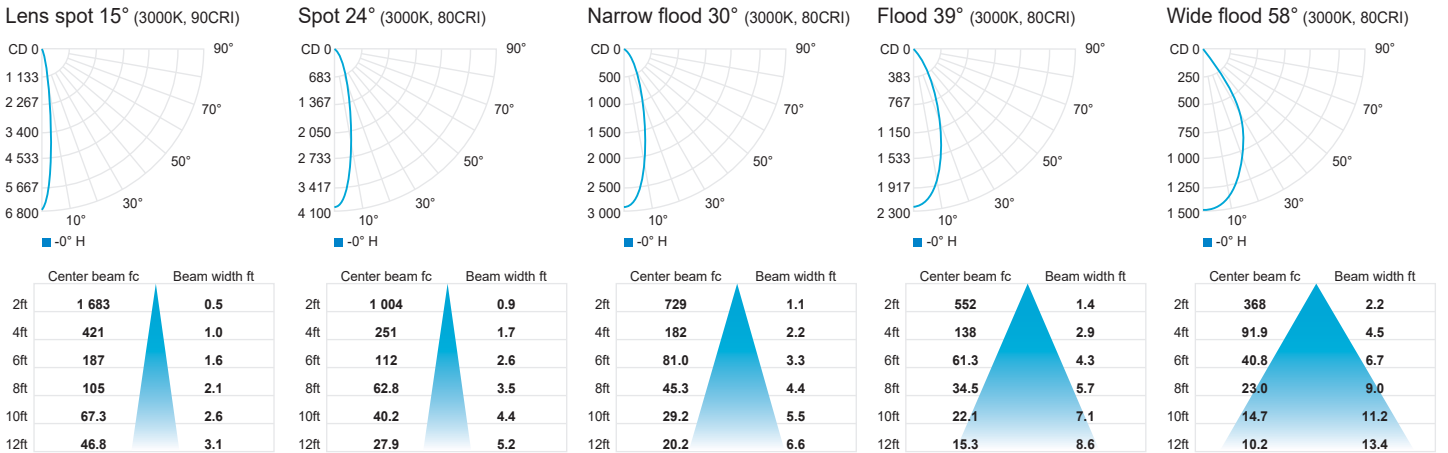 Lens spot 15° (3000K, 90CRI)
CD 0
1 133
2 267
3 400
4 533
5 667
6 800
90°
70°
50°
30°
10°
-0° H
Center beam fc Beam width ft
2ft 1 683 0.5
4ft 421 1.0
6ft 187 1.6
8ft 105 2.1
10ft 67.3 2.6
12ft 46.8 3.1
Spot 24° (3000K, 80CRI)
CD 0
683
1 367
2 050
2 733
3 417
4 100
90°
70°
50°
30°
10°
-0° H
Center beam fc Beam width ft
2ft 1 004 0.9
4ft 251 1.7
6ft 112 2.6
8ft 62.8 3.5
10ft 40.2 4.4
12ft 27.9 5.2
Narrow flood 30° (3000K, 80CRI)
CD 0
500
1 000
1 500
2 000
2 500
3 000
90°
70°
50°
30°
10°
-0° H
Center beam fc Beam width ft
2ft 729 1.1
4ft 182 2.2
6ft 81.0 3.3
8ft 45.3 4.4
10ft 29.2 5.5
12ft 20.2 6.6
Flood 39° (3000K, 80CRI)
CD 0
383
767
1 150
1 533
1 917
2 300
90°
70°
50°
30°
10°
-0° H
Center beam fc Beam width ft
2ft 552 1.4
4ft 138 2.9
6ft 61.3 4.3
8ft 34.5 5.7
10ft 22.1 7.1
12ft 15.3 8.6
Wide flood 58° (3000K, 80CRI)
CD 0
250
500
750
1 000
1 250
1 500
90°
70°
50°
30°
10°
-0° H
Center beam fc Beam width ft
2ft 368 2.2
4ft 91.9 4.5
6ft 40.8 6.7
8ft 23.0 9.0
10ft 14.7 11.2
12ft 10.2 13.4